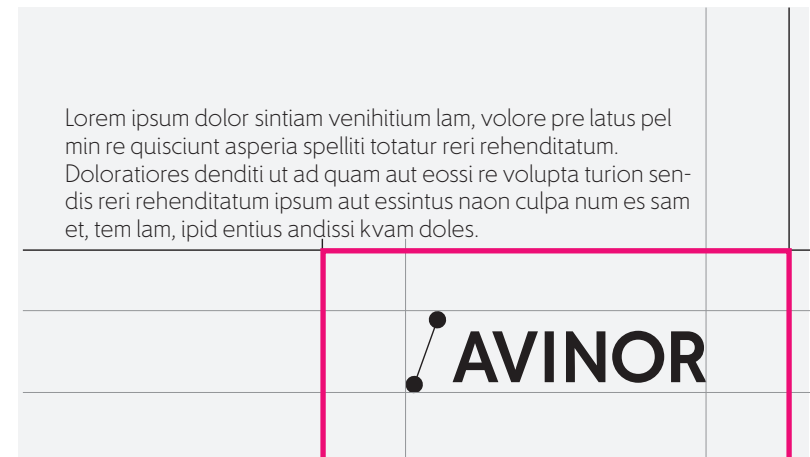 Lorem ipsum dolor sintiam venihitium lam, volore pre latus pel
min re quisciunt asperia spelliti totatur reri rehenditatum.
Doloratiores denditi ut ad quam aut eossi re volupta turion sen-
dis reri rehenditatum ipsum aut essintus naon culpa num es sam
et, tem lam, ipid entius andissi kvam doles.
AVINOR